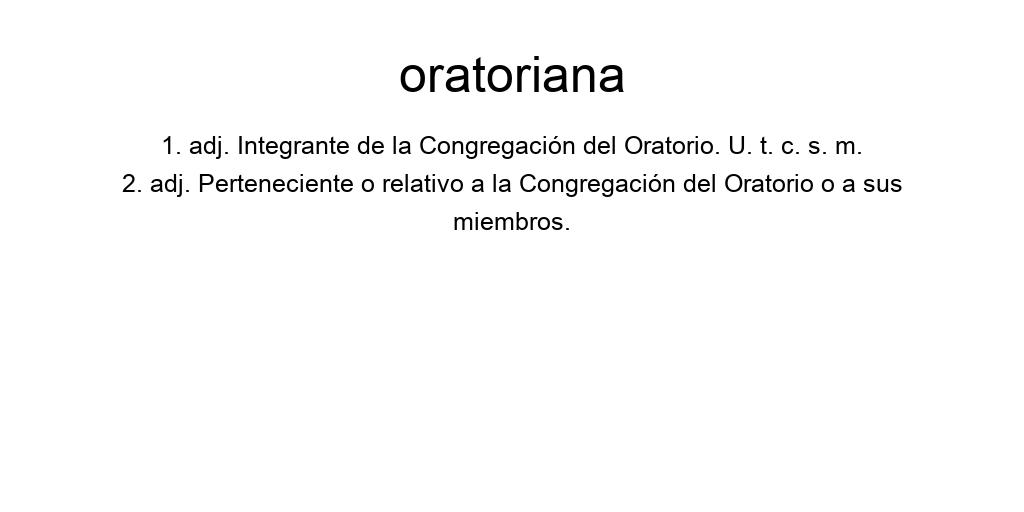 oratoriana
1. adj. Integrante de la Congregación del Oratorio. U. t. c. s. m.
2. adj. Perteneciente o relativo a la Congregación del Oratorio o a sus
miembros.